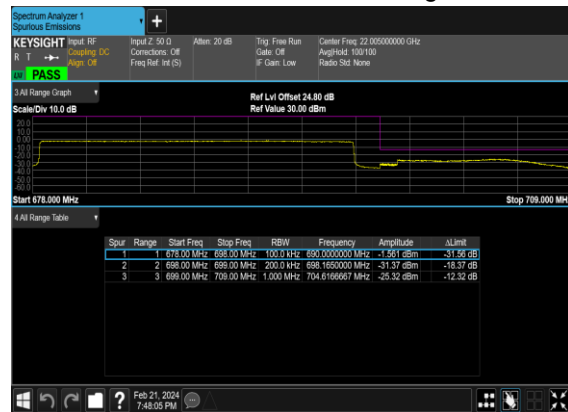 Spectrum Analyzer 1
Spurious Emissions
+
KEYSIGHT Input: RF Input Z: 50 Ω Atten: 20 dB Trig: Free Run Center Freq: 22.005000000 GHz
R T Coupling: DC Corrections: Off Gate: Off Avg|Hold: 100/100
Align: Off Freq Ref: Int (S) IF Gain: Low Radio Std: None
PASS
3 All Range Graph
Ref Lvl Offset 24.80 dB
Scale/Div 10.0 dB Ref Value 30.00 dBm
20.0
10.0
0.00
-10.0
-20.0
-30.0
-40.0
-50.0
-60.0
Start 678.000 MHz Stop 709.000 MH
4 All Range Table
Spur Range Start Freq Stop Freq RBW Frequency Amplitude ΔLimit
1 1 678.00 MHz 698.00 MHz 100.0 kHz 690.0000000 MHz -1.561 dBm -31.56 dB
2 2 698.00 MHz 699.00 MHz 200.0 kHz 698.1650000 MHz -31.37 dBm -18.37 dB
3 3 699.00 MHz 709.00 MHz 1.000 MHz 704.6166667 MHz -25.32 dBm -12.32 dB
?
Feb 21, 2024
7:48:05 PM